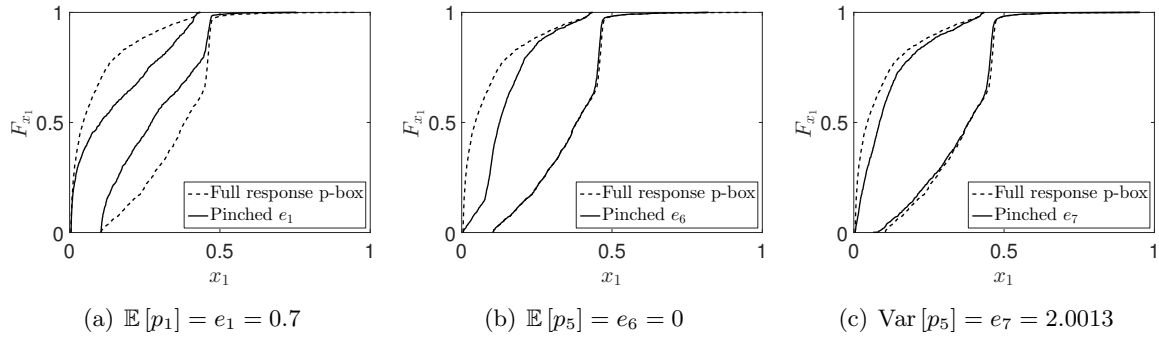 1
0.5
0
F_{x_1}
0
0.5
1
x_1
Full response p-box
Pinched e_1
(a) 𝔼 [p_1] = e_1 = 0.7
1
0.5
0
F_{x_1}
0
0.5
1
x_1
Full response p-box
Pinched e_6
(b) 𝔼 [p_5] = e_6 = 0
1
0.5
0
F_{x_1}
0
0.5
1
x_1
Full response p-box
Pinched e_7
(c) Var [p_5] = e_7 = 2.0013